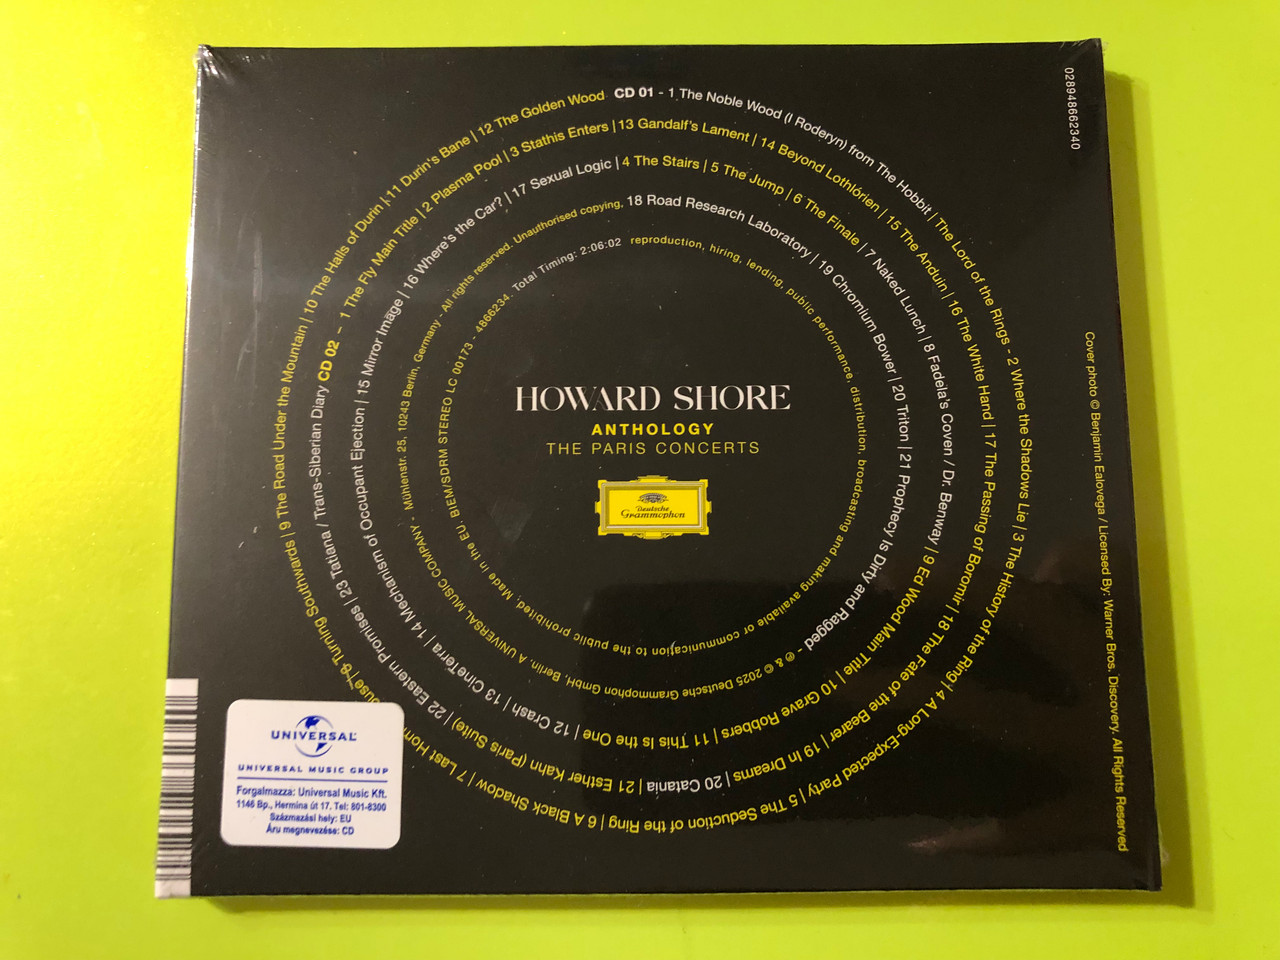 CD 01 - 1 The Noble Wood (I Roderyn) from The Hobbit | The Lord of the Rings - 2 Where the Shadows Lie | 3 The History of the Ring | 4 A Long-Expected Party | 5 The Seduction of the Ring | 6 A Black Shadow | 7 Last | 8 Turning Southwards | 9 The Road Under the Mountain | 10 The Halls of Durin | 11 Durin's Bane | 12 The Golden Wood
13 Gandalf's Lament | 14 Beyond Lothlórien | 15 The Anduin | 16 The White Hand | 17 The Passing of Boromir | 18 The Fate of the Bearer | 19 In Dreams | 20 Catania | 21 Esther Kahn (Paris Suite) | 22 Eastern Promises | 23 Tatiana / Trans-Siberian Diary CD 02 – 1 The Fly Main Title | 2 Plasma Pool | 3 Stathis Enters |
4 The Stairs | 5 The Jump | 6 The Finale | 7 Naked Lunch | 8 Fadela's Coven / Dr. Benway | 9 Ed Wood Main Title | 10 Grave Robbers | 11 This Is the One | 12 Crash | 13 CineTerra | 14 Mechanism of Occupant Ejection | 15 Mirror Image | 16 Where's the Car? | 17 Sexual Logic |
18 Road Research Laboratory | 19 Chromium Bower | 20 Triton | 21 Prophecy Is Dirty and Ragged - ℗ & © 2025 Deutsche Grammophon GmbH, Berlin. A UNIVERSAL MUSIC COMPANY - Mühlenstr. 25, 10243 Berlin, Germany - All rights reserved. Unauthorised copying,
reproduction, hiring, lending, public performance, distribution, broadcasting and making available or communication to the public prohibited. Made in the EU. BIEM/SDRM STEREO LC 00173 - 4866234. Total Timing: 2:06:02
HOWARD SHORE
ANTHOLOGY
THE PARIS CONCERTS
Deutsche
Grammophon
028948662340
Cover photo © Benjamin Ealovega / Licensed By: Warner Bros. Discovery. All Rights Reserved
UNIVERSAL
UNIVERSAL MUSIC GROUP
Forgalmazza: Universal Music Kft.
1146 Bp., Hermina út 17. Tel: 801-8300
Származási hely: EU
Áru megnevezése: CD